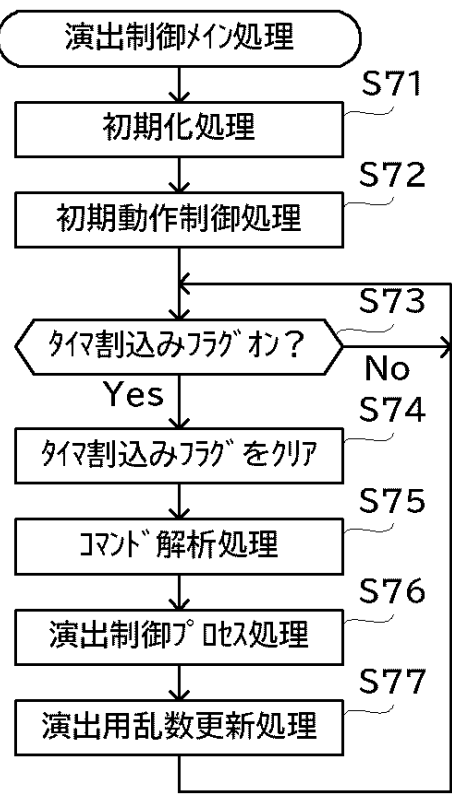 演出制御ﾒｲﾝ処理
S71
初期化処理
S72
初期動作制御処理
S73
ﾀｲﾏ割込みﾌﾗｸﾞｵﾝ？
No
Yes
S74
ﾀｲﾏ割込みﾌﾗｸﾞをｸﾘｱ
S75
ｺﾏﾝﾄﾞ解析処理
S76
演出制御ﾌﾟﾛｾｽ処理
S77
演出用乱数更新処理